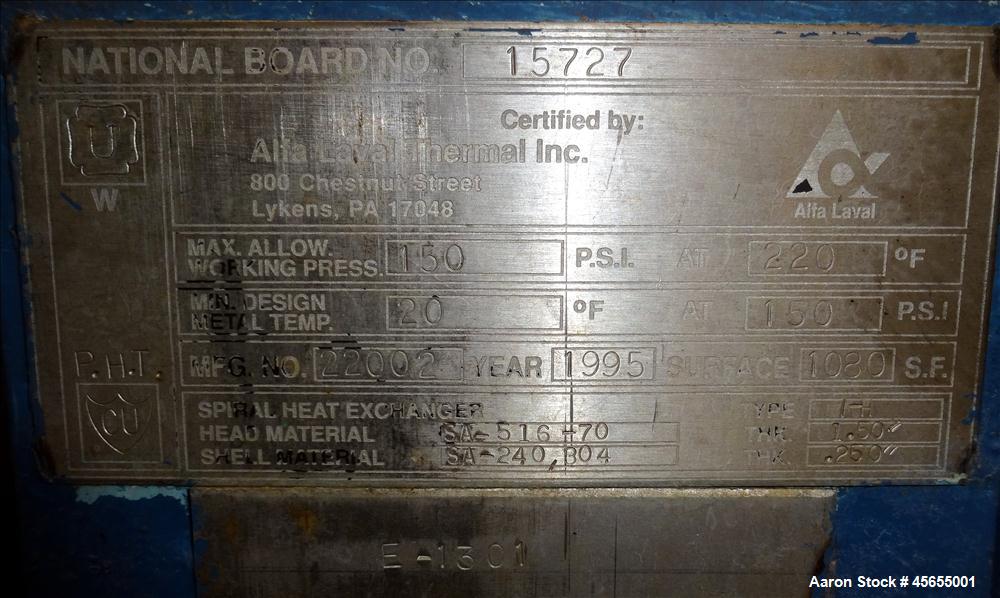 NATIONAL BOARD NO. 15727
U
W
Certified by:
Alfa Laval Thermal Inc.
800 Chestnut Street
Lykens, PA 17048
Alfa Laval
MAX. ALLOW.
WORKING PRESS. 150 P.S.I. AT 220 °F
MIN. DESIGN
METAL TEMP. 20 °F AT 150 P.S.I
P.H.T.
MFG. NO. 22002 YEAR 1995 SURFACE 1080 S.F.
CU
SPIRAL HEAT EXCHANGER TYPE 1-H
HEAD MATERIAL SA-516-70 THK. 1.50"
SHELL MATERIAL SA-240,304 THK. .250"
E-1301
Aaron Stock # 45655001